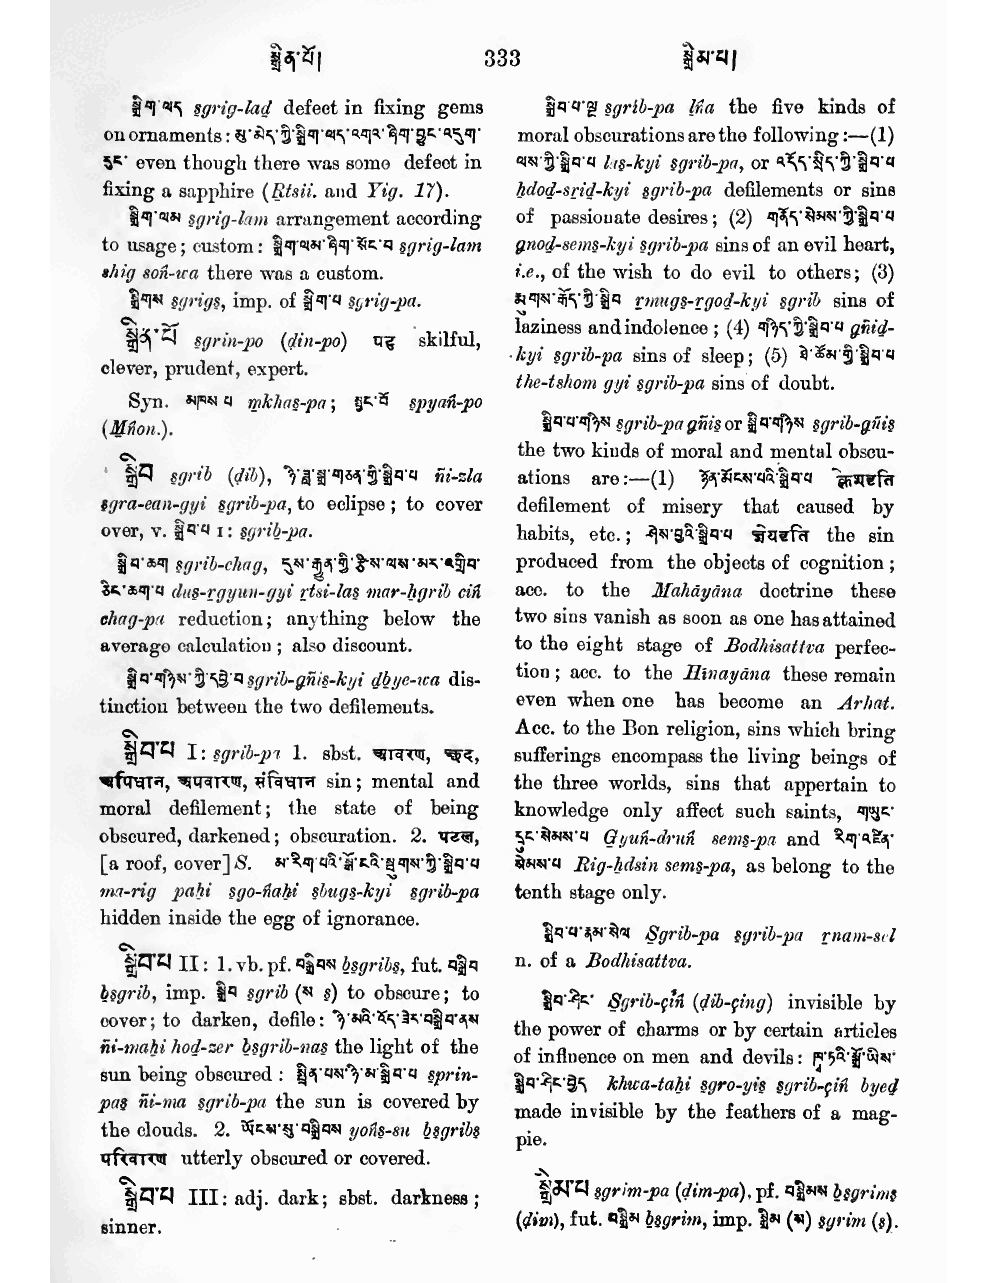 སྒྲིན་པོ། 333 སྒྲིམ་པ།
སྒྲིག་ལད sgrig-lad defect in fixing gems
on ornaments: མུ་མེད་ཀྱི་སྒྲིག་ལད་འགའ་ཞིག་བྱུང་འདུག་
རུང་ even though there was some defect in
fixing a sapphire (Rtsii. and Yig. 17).
སྒྲིག་ལམ sgrig-lam arrangement according
to usage; custom: སྒྲིག་ལམ་ཞིག་སོང་བ sgrig-lam
shig soṅ-wa there was a custom.
སྒྲིགས sgrigs, imp. of སྒྲིག་པ sgrig-pa.
སྒྲིན་པོ sgrin-po (ḍin-po) पटु skilful,
clever, prudent, expert.
Syn. མཁས་པ mkhas-pa; སྤྱང་པོ spyaṅ-po
(Mṅon.).
སྒྲིབ sgrib (ḍib), ཉི་ཟླ་སྒྲ་གཅན་གྱི་སྒྲིབ་པ ñi-zla
sgra-can-gyi sgrib-pa, to eclipse; to cover
over, v. སྒྲིབ་པ I: sgrib-pa.
སྒྲིབ་ཆག sgrib-chag, དུས་རྒྱུན་གྱི་རྩིས་ལས་མར་འགྲིབ་
ཅིང་ཆག་པ dus-rgyun-gyi rtsi-las mar-hgrib ciṅ
chag-pa reduction; anything below the
average calculation; also discount.
སྒྲིབ་གཉིས་ཀྱི་དབྱེ་བ sgrib-gñis-kyi dbye-wa dis-
tinction between the two defilements.
སྒྲིབ་པ I: sgrib-pa 1. sbst. आवरण, छद,
अपिधान, अपवारण, संविधान sin; mental and
moral defilement; the state of being
obscured, darkened; obscuration. 2. पटल,
[a roof, cover] S. མ་རིག་པའི་སྒོ་ངའི་སྦུགས་ཀྱི་སྒྲིབ་པ
ma-rig paḥi sgo-ṅaḥi sbugs-kyi sgrib-pa
hidden inside the egg of ignorance.
སྒྲིབ་པ II: 1. vb. pf. བསྒྲིབས bsgribs, fut. བསྒྲིབ
bsgrib, imp. སྒྲིབ sgrib (ས s) to obscure; to
cover; to darken, defile: ཉི་མའི་འོད་ཟེར་བསྒྲིབ་ནས
ñi-maḥi hod-zer bsgrib-nas the light of the
sun being obscured: སྤྲིན་པས་ཉི་མ་སྒྲིབ་པ sprin-
pas ñi-ma sgrib-pa the sun is covered by
the clouds. 2. ཡོངས་སུ་བསྒྲིབས yoṅs-su bsgribs
परिवारण utterly obscured or covered.
སྒྲིབ་པ III: adj. dark; sbst. darkness;
sinner.
སྒྲིབ་པ་ལྔ sgrib-pa lṅa the five kinds of
moral obscurations are the following:—(1)
ལས་ཀྱི་སྒྲིབ་པ las-kyi sgrib-pa, or འདོད་སྲིད་ཀྱི་སྒྲིབ་པ
ḥdod-srid-kyi sgrib-pa defilements or sins
of passionate desires; (2) གནོད་སེམས་ཀྱི་སྒྲིབ་པ
gnod-sems-kyi sgrib-pa sins of an evil heart,
i.e., of the wish to do evil to others; (3)
རྨུགས་རྒོད་ཀྱི་སྒྲིབ rmugs-rgod-kyi sgrib sins of
laziness and indolence; (4) གཉིད་ཀྱི་སྒྲིབ་པ gñid-
kyi sgrib-pa sins of sleep; (5) ཐེ་ཚོམ་གྱི་སྒྲིབ་པ
the-tshom gyi sgrib-pa sins of doubt.
སྒྲིབ་པ་གཉིས sgrib-pa gñis or སྒྲིབ་གཉིས sgrib-gñis
the two kinds of moral and mental obscu-
ations are:—(1) ཉོན་མོངས་པའི་སྒྲིབ་པ क्लेशावृति
defilement of misery that caused by
habits, etc.; ཤེས་བྱའི་སྒྲིབ་པ ज्ञेयवृति the sin
produced from the objects of cognition;
acc. to the Mahāyāna doctrine these
two sins vanish as soon as one has attained
to the eight stage of Bodhisattva perfec-
tion; acc. to the Hīnayāna these remain
even when one has become an Arhat.
Acc. to the Bon religion, sins which bring
sufferings encompass the living beings of
the three worlds, sins that appertain to
knowledge only affect such saints, གཡུང་
དྲུང་སེམས་པ Gyuṅ-druṅ sems-pa and རིག་འཛིན་
སེམས་པ Rig-ḥdsin sems-pa, as belong to the
tenth stage only.
སྒྲིབ་པ་རྣམ་སེལ Sgrib-pa sgrib-pa rnam-sel
n. of a Bodhisattva.
སྒྲིབ་ཤིང་ Sgrib-çiṅ (ḍib-çing) invisible by
the power of charms or by certain articles
of influence on men and devils: ཁྭ་ཏའི་སྒྲོ་ཡིས་
སྒྲིབ་ཤིང་བྱེད khwa-taḥi sgro-yis sgrib-çiṅ byed
made invisible by the feathers of a mag-
pie.
སྒྲིམ་པ sgrim-pa (ḍim-pa), pf. བསྒྲིམས bsgrims
(ḍim), fut. བསྒྲིམ bsgrim, imp. སྒྲིམ (ས) sgrim (s).